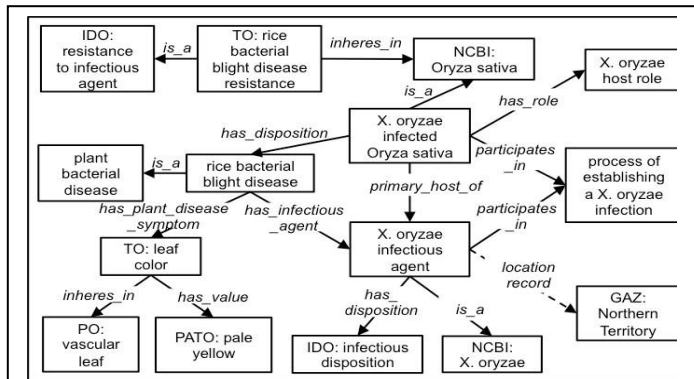 IDO:
resistance
to infectious
agent
is_a
TO: rice
bacterial
blight disease
resistance
inheres_in
NCBI:
Oryza sativa
X. oryzae
host role
is_a
has_role
has_disposition
X. oryzae
infected
Oryza sativa
plant
bacterial
disease
is_a
rice bacterial
blight disease
primary_host_of
participates
_in
process of
establishing
a X. oryzae
infection
has_plant_disease
_symptom
has_infectious
_agent
X. oryzae
infectious
agent
participates
_in
TO: leaf
color
location
record
inheres_in
has_value
has_
disposition
is_a
GAZ:
Northern
Territory
PO:
vascular
leaf
PATO: pale
yellow
IDO: infectious
disposition
NCBI:
X. oryzae